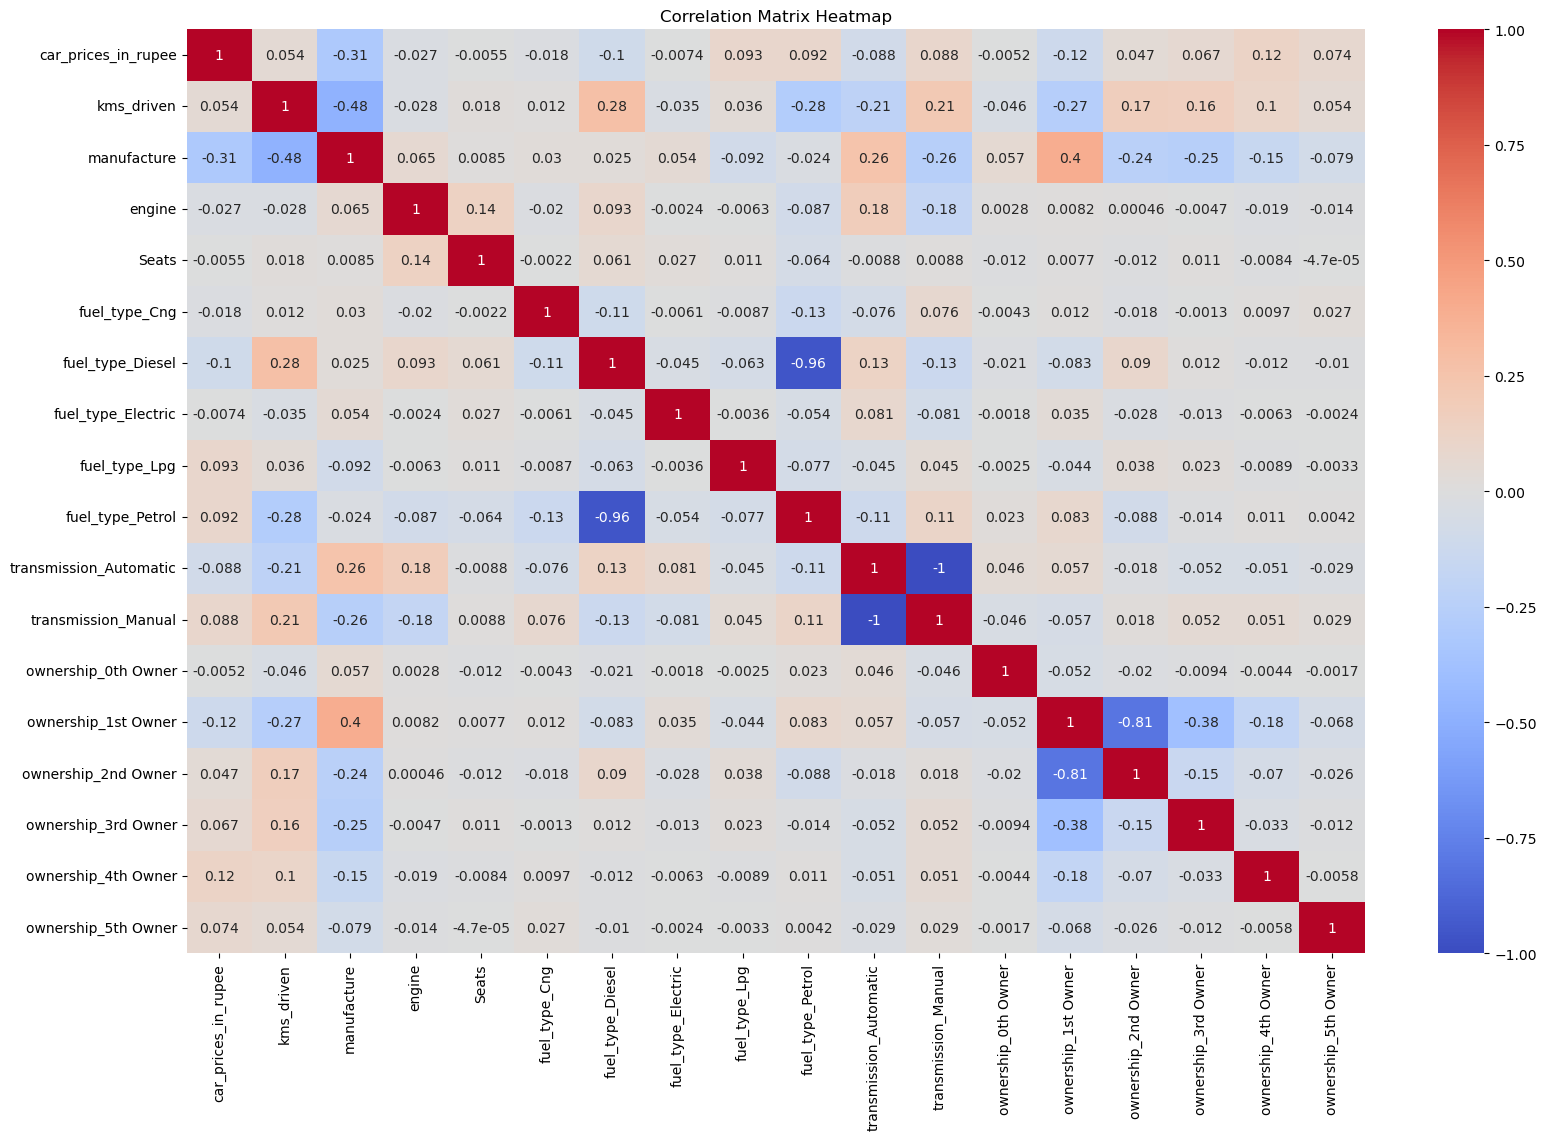 Correlation Matrix Heatmap
car_prices_in_rupee 1 0.054 -0.31 -0.027 -0.0055 -0.018 -0.1 -0.0074 0.093 0.092 -0.088 0.088 -0.0052 -0.12 0.047 0.067 0.12 0.074
kms_driven 0.054 1 -0.48 -0.028 0.018 0.012 0.28 -0.035 0.036 -0.28 -0.21 0.21 -0.046 -0.27 0.17 0.16 0.1 0.054
manufacture -0.31 -0.48 1 0.065 0.0085 0.03 0.025 0.054 -0.092 -0.024 0.26 -0.26 0.057 0.4 -0.24 -0.25 -0.15 -0.079
engine -0.027 -0.028 0.065 1 0.14 -0.02 0.093 -0.0024 -0.0063 -0.087 0.18 -0.18 0.0028 0.0082 0.00046 -0.0047 -0.019 -0.014
Seats -0.0055 0.018 0.0085 0.14 1 -0.0022 0.061 0.027 0.011 -0.064 -0.0088 0.0088 -0.012 0.0077 -0.012 0.011 -0.0084 -4.7e-05
fuel_type_Cng -0.018 0.012 0.03 -0.02 -0.0022 1 -0.11 -0.0061 -0.0087 -0.13 -0.076 0.076 -0.0043 0.012 -0.018 -0.0013 0.0097 0.027
fuel_type_Diesel -0.1 0.28 0.025 0.093 0.061 -0.11 1 -0.045 -0.063 -0.96 0.13 -0.13 -0.021 -0.083 0.09 0.012 -0.012 -0.01
fuel_type_Electric -0.0074 -0.035 0.054 -0.0024 0.027 -0.0061 -0.045 1 -0.0036 -0.054 0.081 -0.081 -0.0018 0.035 -0.028 -0.013 -0.0063 -0.0024
fuel_type_Lpg 0.093 0.036 -0.092 -0.0063 0.011 -0.0087 -0.063 -0.0036 1 -0.077 -0.045 0.045 -0.0025 -0.044 0.038 0.023 -0.0089 -0.0033
fuel_type_Petrol 0.092 -0.28 -0.024 -0.087 -0.064 -0.13 -0.96 -0.054 -0.077 1 -0.11 0.11 0.023 0.083 -0.088 -0.014 0.011 0.0042
transmission_Automatic -0.088 -0.21 0.26 0.18 -0.0088 -0.076 0.13 0.081 -0.045 -0.11 1 -1 0.046 0.057 -0.018 -0.052 -0.051 -0.029
transmission_Manual 0.088 0.21 -0.26 -0.18 0.0088 0.076 -0.13 -0.081 0.045 0.11 -1 1 -0.046 -0.057 0.018 0.052 0.051 0.029
ownership_0th Owner -0.0052 -0.046 0.057 0.0028 -0.012 -0.0043 -0.021 -0.0018 -0.0025 0.023 0.046 -0.046 1 -0.052 -0.02 -0.0094 -0.0044 -0.0017
ownership_1st Owner -0.12 -0.27 0.4 0.0082 0.0077 0.012 -0.083 0.035 -0.044 0.083 0.057 -0.057 -0.052 1 -0.81 -0.38 -0.18 -0.068
ownership_2nd Owner 0.047 0.17 -0.24 0.00046 -0.012 -0.018 0.09 -0.028 0.038 -0.088 -0.018 0.018 -0.02 -0.81 1 -0.15 -0.07 -0.026
ownership_3rd Owner 0.067 0.16 -0.25 -0.0047 0.011 -0.0013 0.012 -0.013 0.023 -0.014 -0.052 0.052 -0.0094 -0.38 -0.15 1 -0.033 -0.012
ownership_4th Owner 0.12 0.1 -0.15 -0.019 -0.0084 0.0097 -0.012 -0.0063 -0.0089 0.011 -0.051 0.051 -0.0044 -0.18 -0.07 -0.033 1 -0.0058
ownership_5th Owner 0.074 0.054 -0.079 -0.014 -4.7e-05 0.027 -0.01 -0.0024 -0.0033 0.0042 -0.029 0.029 -0.0017 -0.068 -0.026 -0.012 -0.0058 1
car_prices_in_rupee
kms_driven
manufacture
engine
Seats
fuel_type_Cng
fuel_type_Diesel
fuel_type_Electric
fuel_type_Lpg
fuel_type_Petrol
transmission_Automatic
transmission_Manual
ownership_0th Owner
ownership_1st Owner
ownership_2nd Owner
ownership_3rd Owner
ownership_4th Owner
ownership_5th Owner
1.00
0.75
0.50
0.25
0.00
−0.25
−0.50
−0.75
−1.00